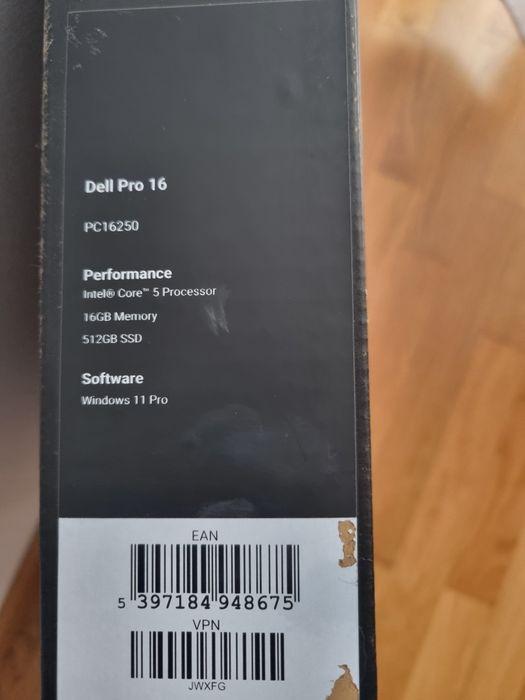 Dell Pro 16
PC16250
Performance
Intel® Core™ 5 Processor
16GB Memory
512GB SSD
Software
Windows 11 Pro
EAN
5 397184 948675
VPN
JWXFG